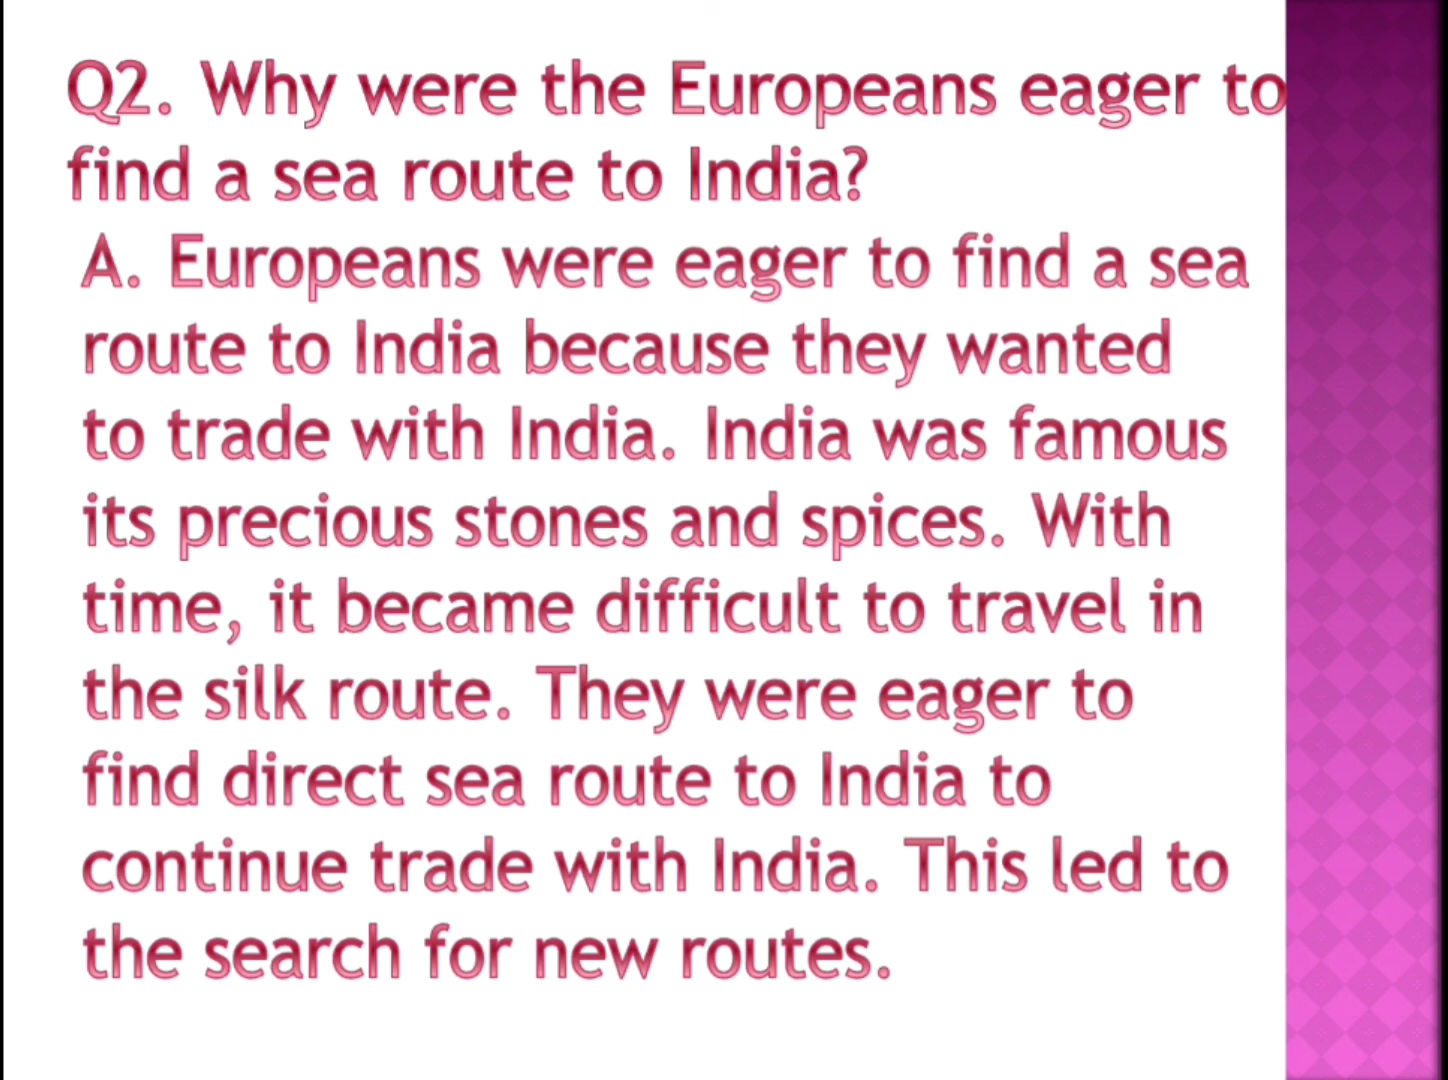 Q2. Why were the Europeans eager to
find a sea route to India?
A. Europeans were eager to find a sea
route to India because they wanted
to trade with India. India was famous
its precious stones and spices. With
time, it became difficult to travel in
the silk route. They were eager to
find direct sea route to India to
continue trade with India. This led to
the search for new routes.